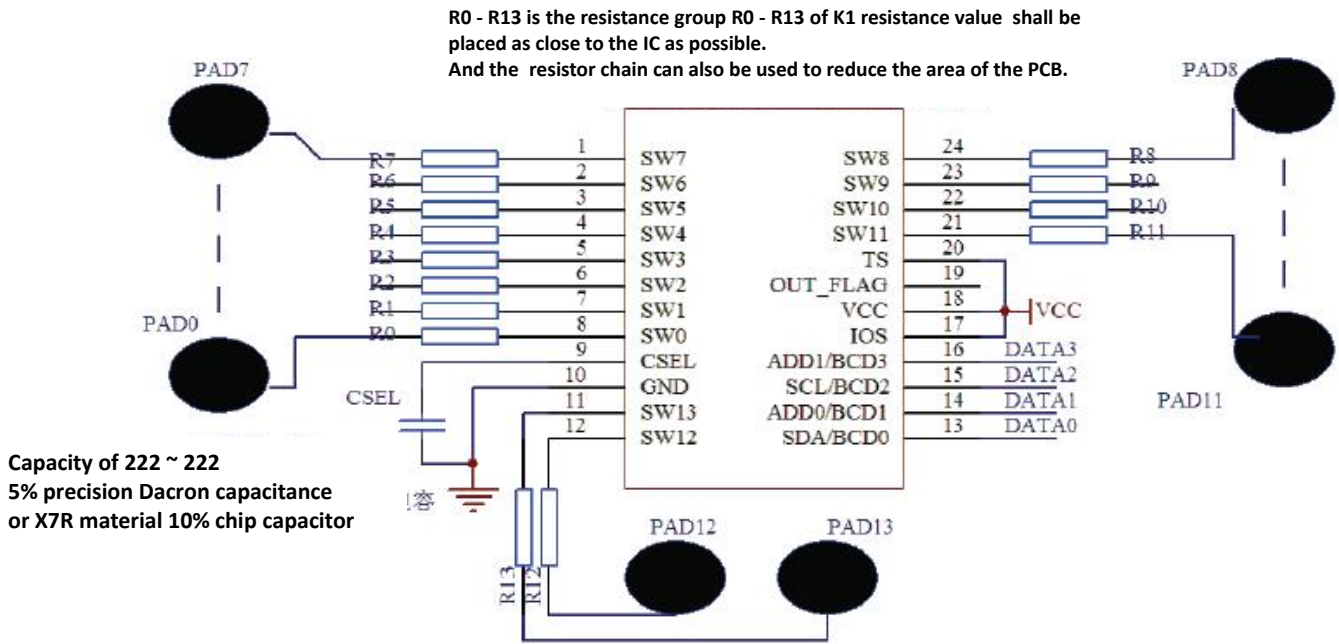 R0 - R13 is the resistance group R0 - R13 of K1 resistance value shall be
placed as close to the IC as possible.
And the resistor chain can also be used to reduce the area of the PCB.
PAD7
PAD8
R7
1
SW7
SW8
24
R8
R6
2
SW6
SW9
23
R9
R5
3
SW5
SW10
22
R10
R4
4
SW4
SW11
21
R11
R3
5
SW3
TS
20
R2
6
SW2
OUT_FLAG
19
R1
7
SW1
VCC
18
VCC
PAD0
R0
8
SW0
IOS
17
9
CSEL
ADD1/BCD3
16
DATA3
10
GND
SCL/BCD2
15
DATA2
CSEL
11
SW13
ADD0/BCD1
14
DATA1
PAD11
12
SW12
SDA/BCD0
13
DATA0
Capacity of 222 ~ 222
5% precision Dacron capacitance
or X7R material 10% chip capacitor
容
PAD12
PAD13
R13
R12